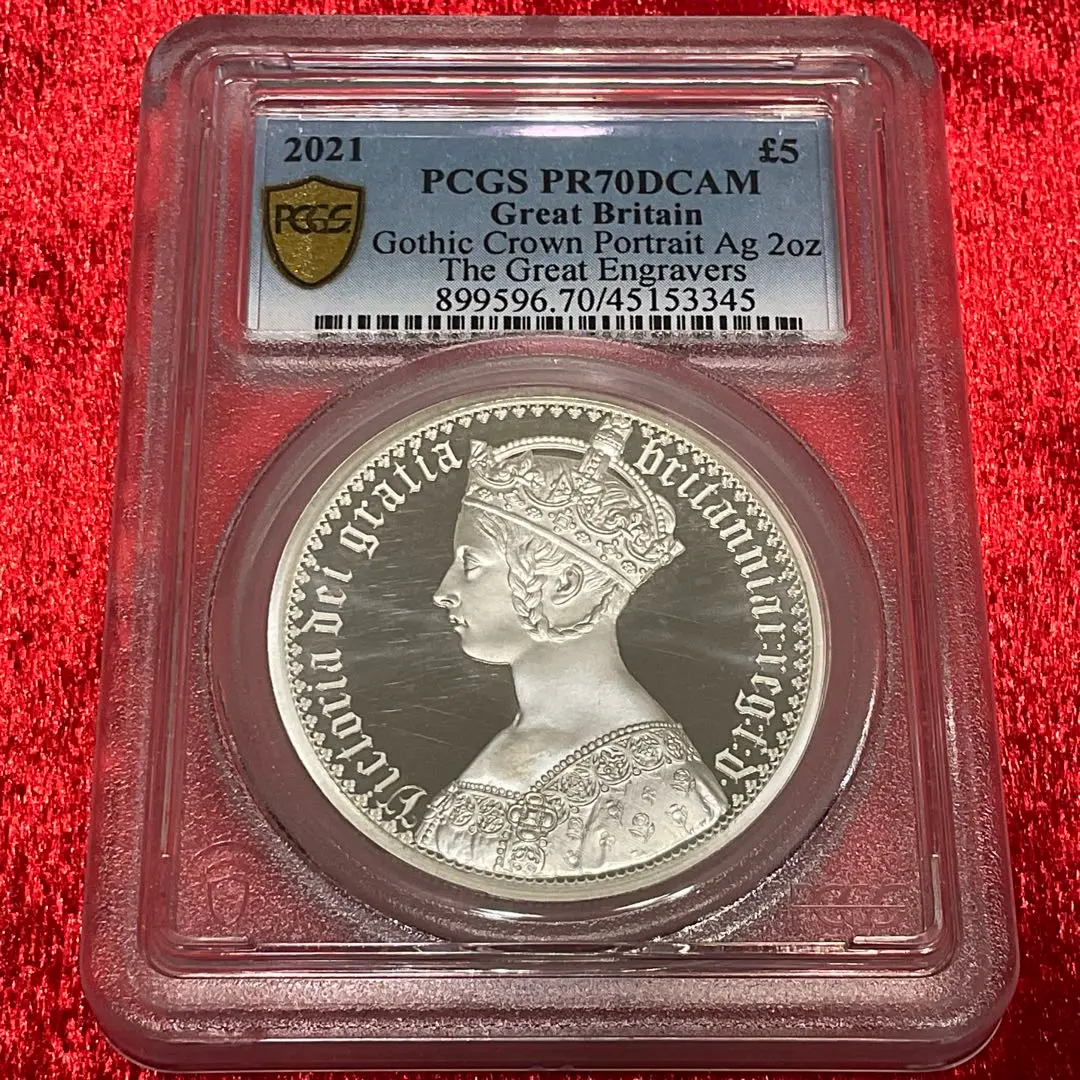 2021 £5
PCGS PR70DCAM
PCGS
Great Britain
Gothic Crown Portrait Ag 2oz
The Great Engravers
899596.70/45153345
Victoria dei gratia britanniar: reg: f:d.
PCGS